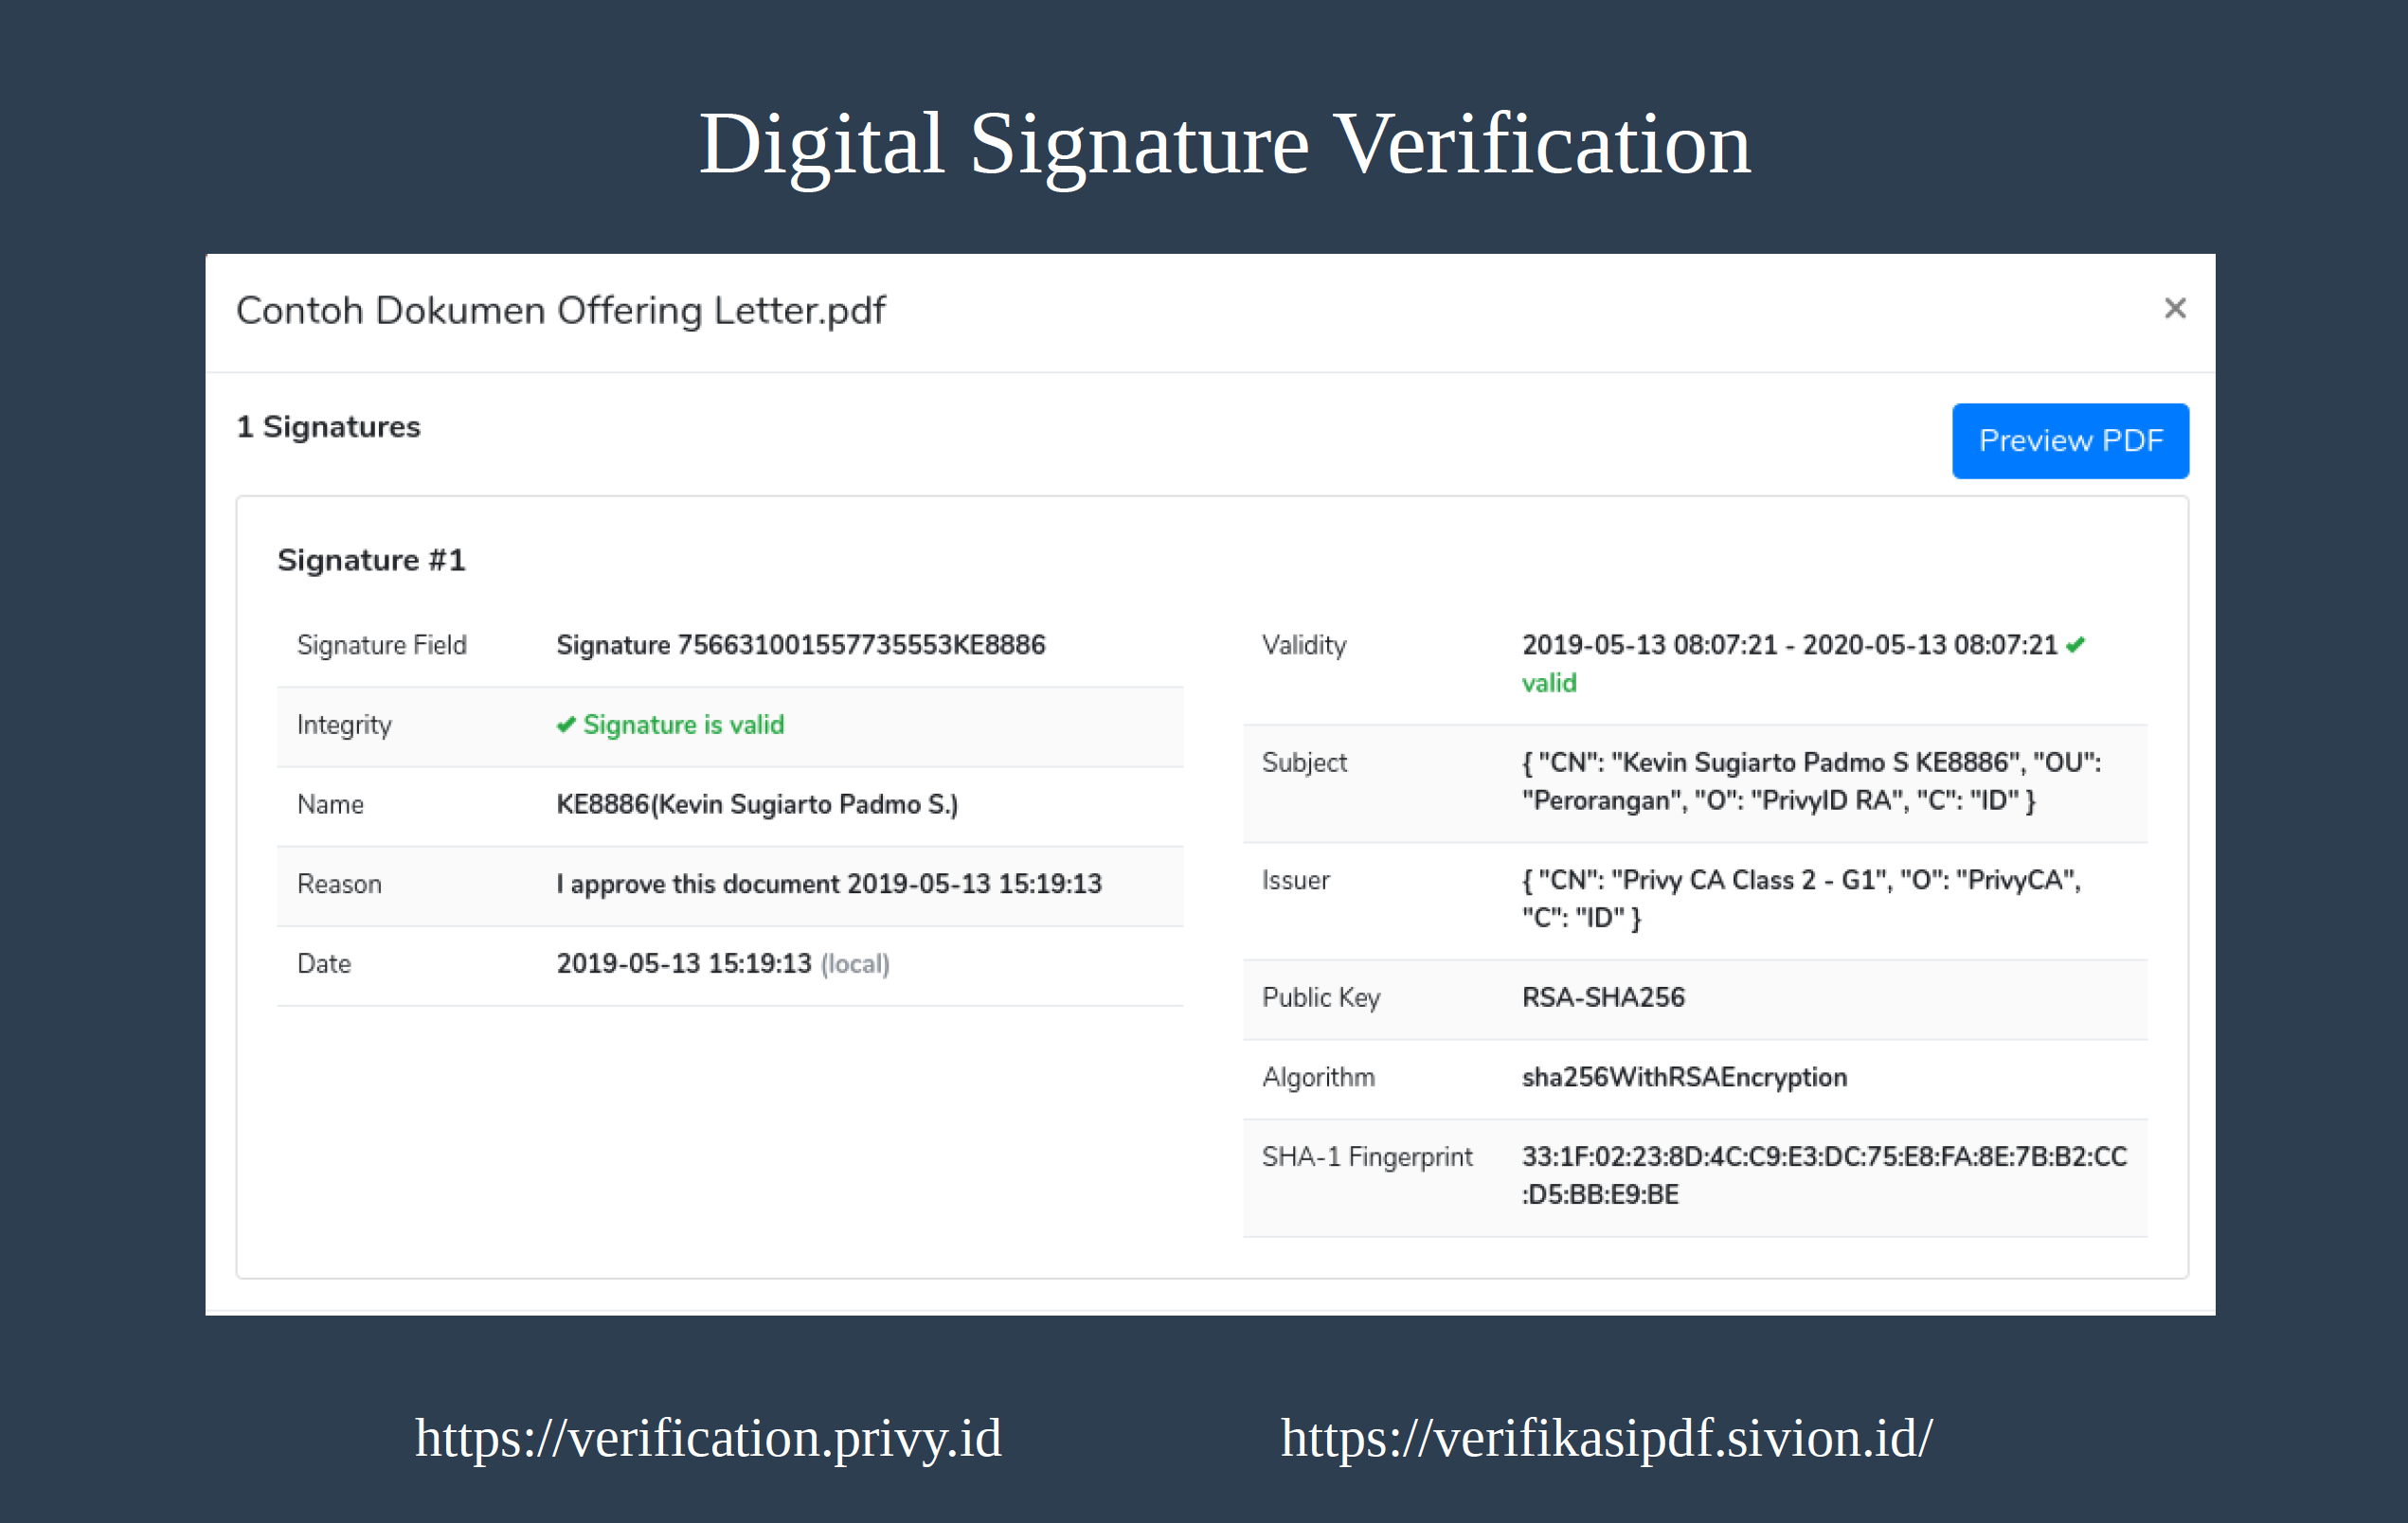 Digital Signature Verification
Contoh Dokumen Offering Letter.pdf
×
1 Signatures
Preview PDF
Signature #1
Signature Field Signature 756631001557735553KE8886
Integrity ✔ Signature is valid
Name KE8886(Kevin Sugiarto Padmo S.)
Reason I approve this document 2019-05-13 15:19:13
Date 2019-05-13 15:19:13 (local)
Validity 2019-05-13 08:07:21 - 2020-05-13 08:07:21 ✔
valid
Subject { "CN": "Kevin Sugiarto Padmo S KE8886", "OU":
"Perorangan", "O": "PrivyID RA", "C": "ID" }
Issuer { "CN": "Privy CA Class 2 - G1", "O": "PrivyCA",
"C": "ID" }
Public Key RSA-SHA256
Algorithm sha256WithRSAEncryption
SHA-1 Fingerprint 33:1F:02:23:8D:4C:C9:E3:DC:75:E8:FA:8E:7B:B2:CC
:D5:BB:E9:BE
https://verification.privy.id
https://verifikasipdf.sivion.id/